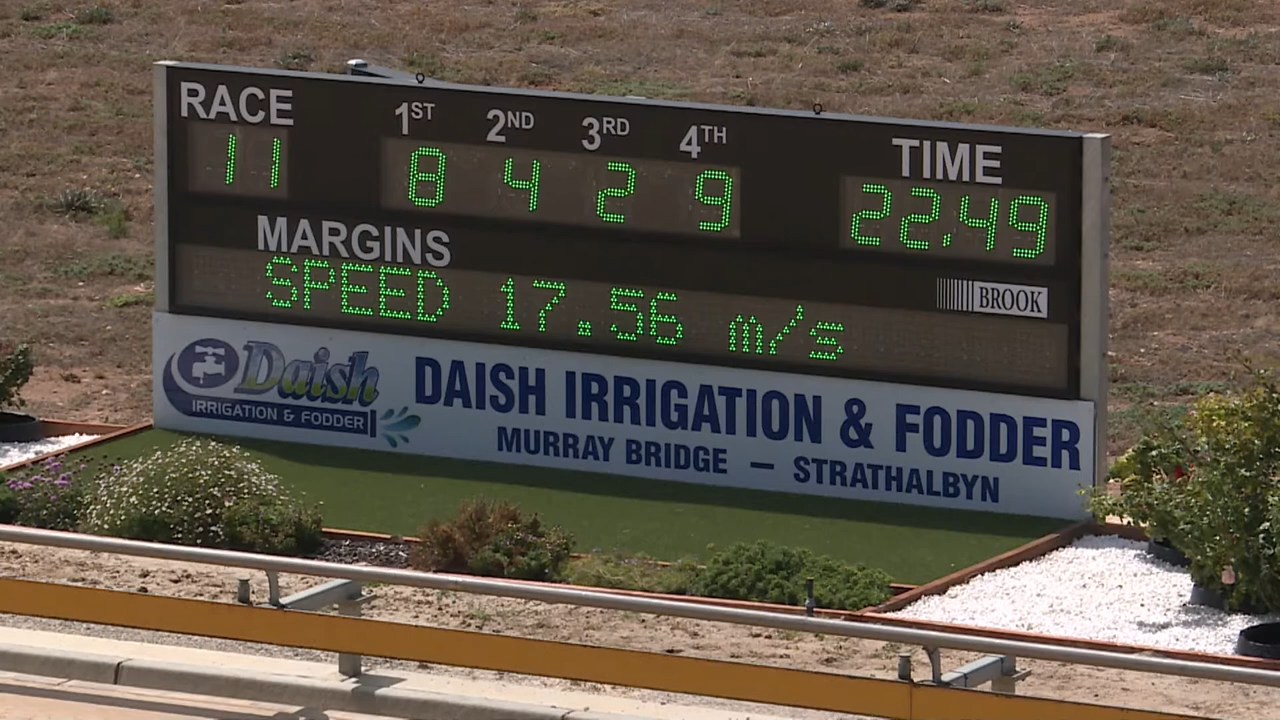 RACE 1ST 2ND 3RD 4TH TIME
11 8 4 2 9 22.49
MARGINS
BROOK
SPEED 17.56 m/s
Daish
IRRIGATION & FODDER
DAISH IRRIGATION & FODDER
MURRAY BRIDGE – STRATHALBYN